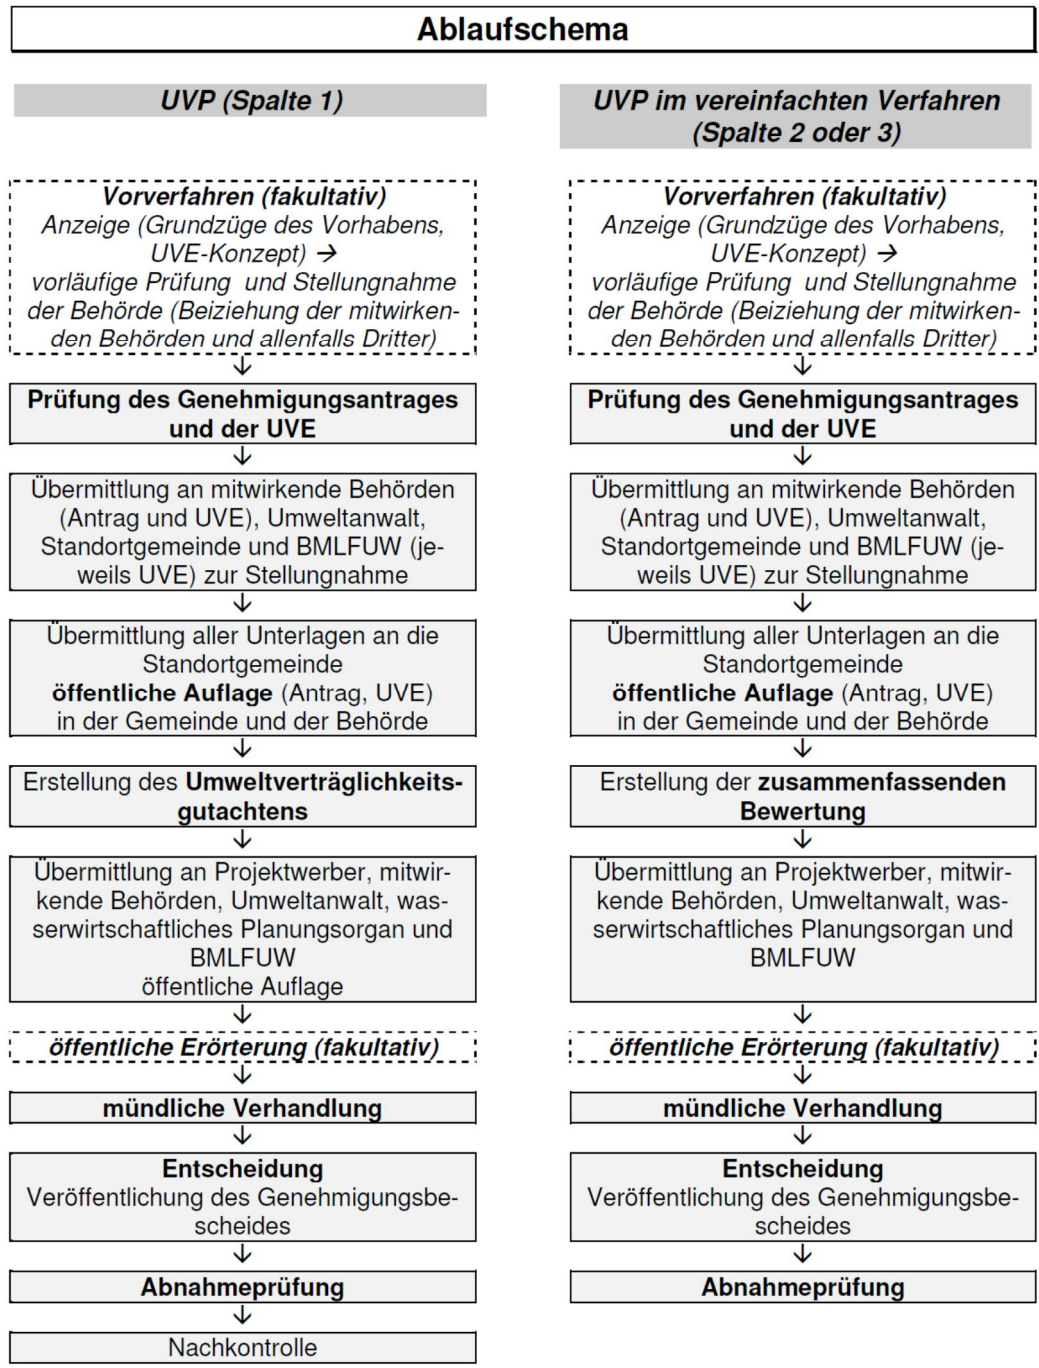 Ablaufschema
UVP (Spalte 1)
Vorverfahren (fakultativ)
Anzeige (Grundzüge des Vorhabens,
UVE-Konzept) →
vorläufige Prüfung und Stellungnahme
der Behörde (Beiziehung der mitwirken-
den Behörden und allenfalls Dritter)
↓
Prüfung des Genehmigungsantrages
und der UVE
↓
Übermittlung an mitwirkende Behörden
(Antrag und UVE), Umweltanwalt,
Standortgemeinde und BMLFUW (je-
weils UVE) zur Stellungnahme
↓
Übermittlung aller Unterlagen an die
Standortgemeinde
öffentliche Auflage (Antrag, UVE)
in der Gemeinde und der Behörde
↓
Erstellung des Umweltverträglichkeits-
gutachtens
↓
Übermittlung an Projektwerber, mitwir-
kende Behörden, Umweltanwalt, was-
serwirtschaftliches Planungsorgan und
BMLFUW
öffentliche Auflage
↓
öffentliche Erörterung (fakultativ)
↓
mündliche Verhandlung
↓
Entscheidung
Veröffentlichung des Genehmigungsbe-
scheides
↓
Abnahmeprüfung
↓
Nachkontrolle
UVP im vereinfachten Verfahren
(Spalte 2 oder 3)
Vorverfahren (fakultativ)
Anzeige (Grundzüge des Vorhabens,
UVE-Konzept) →
vorläufige Prüfung und Stellungnahme
der Behörde (Beiziehung der mitwirken-
den Behörden und allenfalls Dritter)
↓
Prüfung des Genehmigungsantrages
und der UVE
↓
Übermittlung an mitwirkende Behörden
(Antrag und UVE), Umweltanwalt,
Standortgemeinde und BMLFUW (je-
weils UVE) zur Stellungnahme
↓
Übermittlung aller Unterlagen an die
Standortgemeinde
öffentliche Auflage (Antrag, UVE)
in der Gemeinde und der Behörde
↓
Erstellung der zusammenfassenden
Bewertung
↓
Übermittlung an Projektwerber, mitwir-
kende Behörden, Umweltanwalt, was-
serwirtschaftliches Planungsorgan und
BMLFUW
↓
öffentliche Erörterung (fakultativ)
↓
mündliche Verhandlung
↓
Entscheidung
Veröffentlichung des Genehmigungsbe-
scheides
↓
Abnahmeprüfung